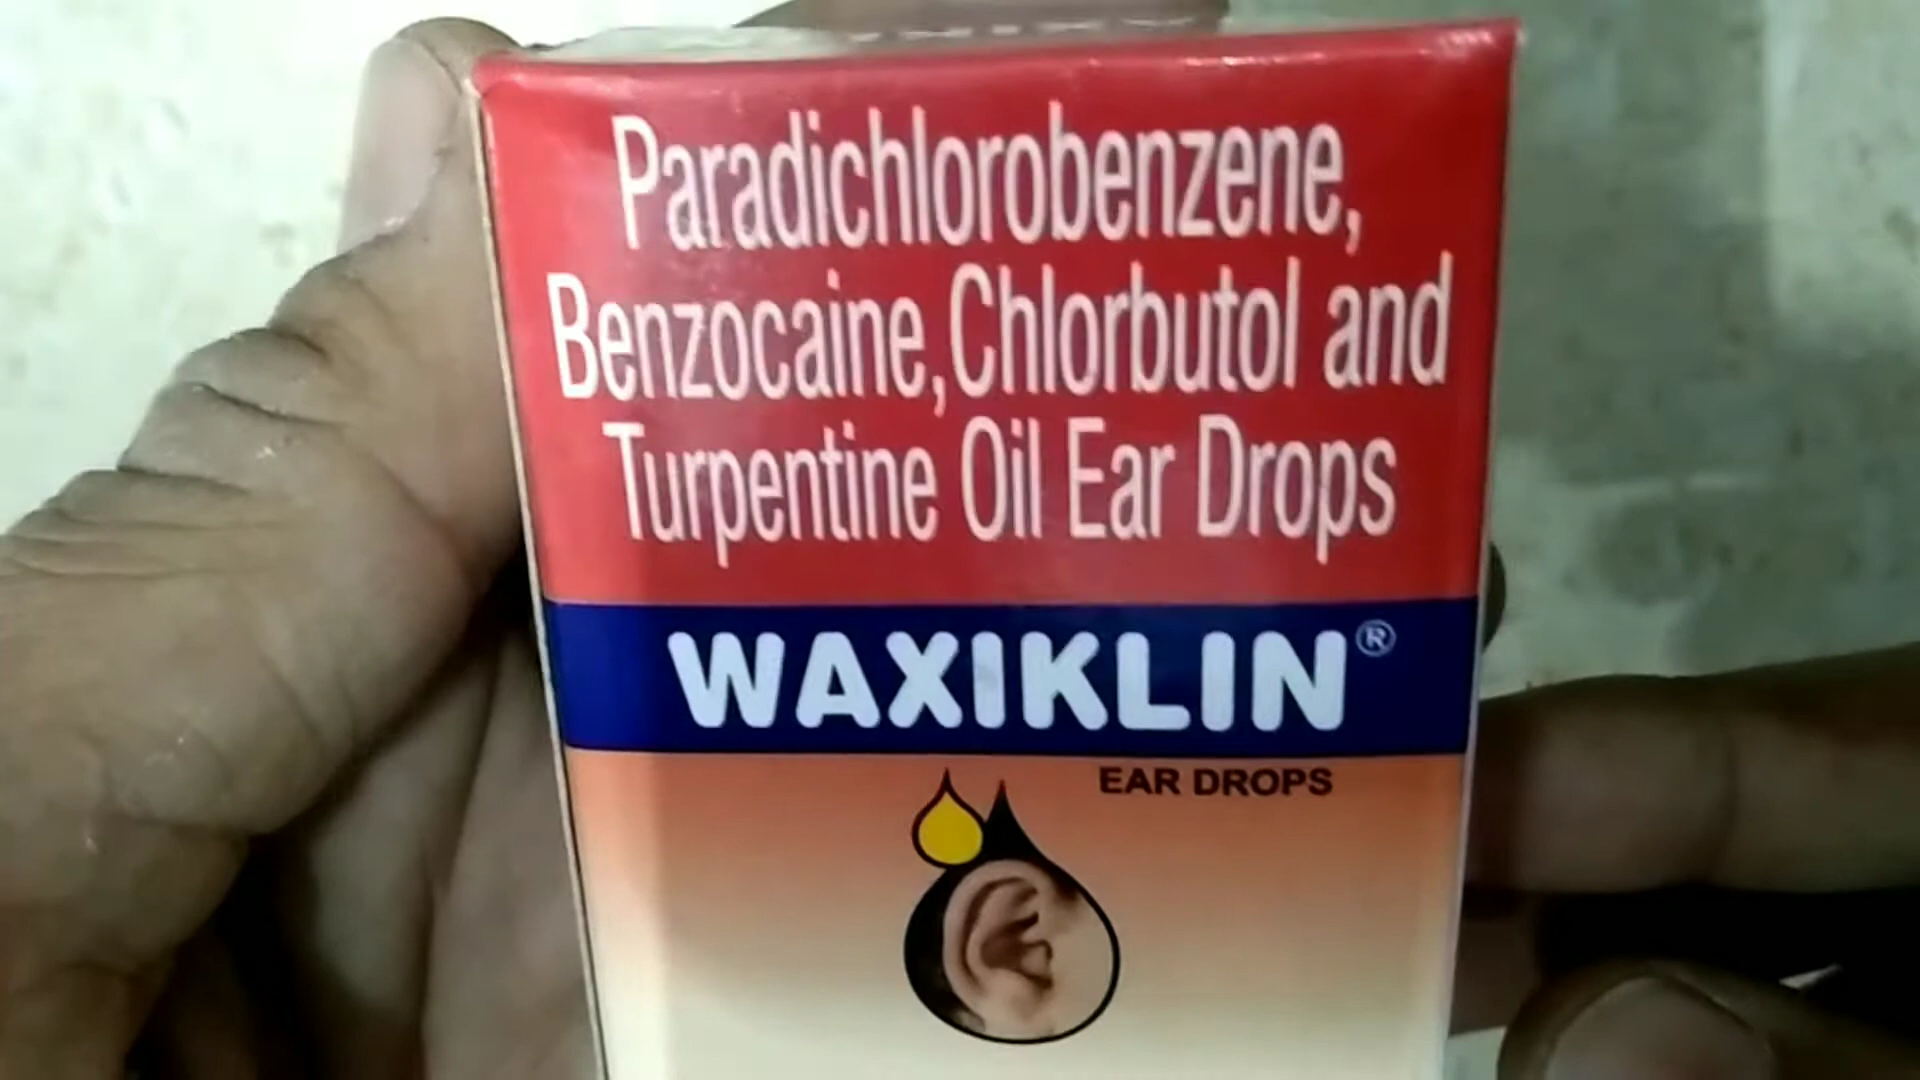 Paradichlorobenzene,
Benzocaine, Chlorbutol and
Turpentine Oil Ear Drops
WAXIKLIN®
EAR DROPS